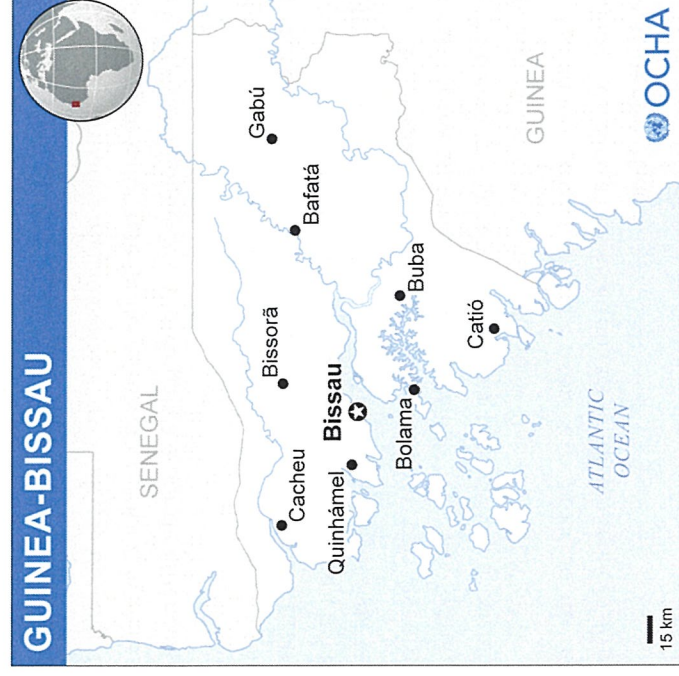 GUINEA-BISSAU
SENEGAL
Gabú
Bafatá
Bissorã
Cacheu
Bissau
Quinhámel
Buba
Bolama
Catió
GUINEA
ATLANTIC
OCEAN
15 km
OCHA